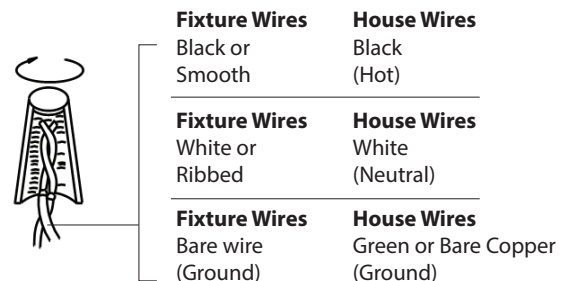 Fixture Wires House Wires
Black or Black
Smooth (Hot)
Fixture Wires House Wires
White or White
Ribbed (Neutral)
Fixture Wires House Wires
Bare wire Green or Bare Copper
(Ground) (Ground)